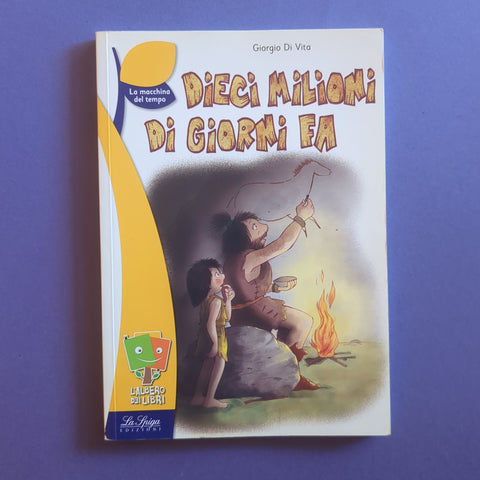 Giorgio Di Vita
La macchina
del tempo
DIECI MILIONI
DI GIORNI FA
L'ALBERO
DEI LIBRI
La Spiga
EDIZIONI